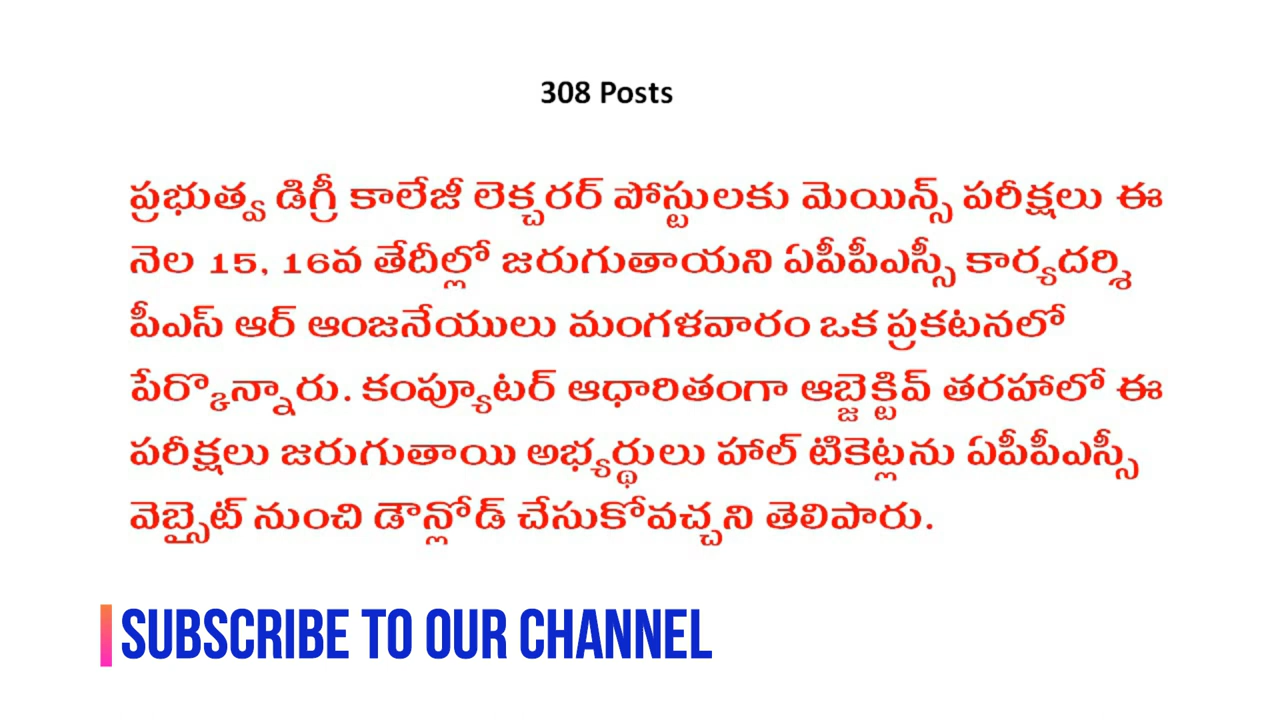 308 Posts
ప్రభుత్వ డిగ్రీ కాలేజీ లెక్చరర్ పోస్టులకు మెయిన్స్ పరీక్షలు ఈ
నెల 15, 16వ తేదీల్లో జరుగుతాయని ఏపీపీఎస్సీ కార్యదర్శి
పీఎస్ ఆర్ ఆంజనేయులు మంగళవారం ఒక ప్రకటనలో
పేర్కొన్నారు. కంప్యూటర్ ఆధారితంగా ఆబ్జెక్టివ్ తరహాలో ఈ
పరీక్షలు జరుగుతాయి అభ్యర్థులు హాల్ టికెట్లను ఏపీపీఎస్సీ
వెబ్సైట్ నుంచి డౌన్లోడ్ చేసుకోవచ్చని తెలిపారు.
SUBSCRIBE TO OUR CHANNEL